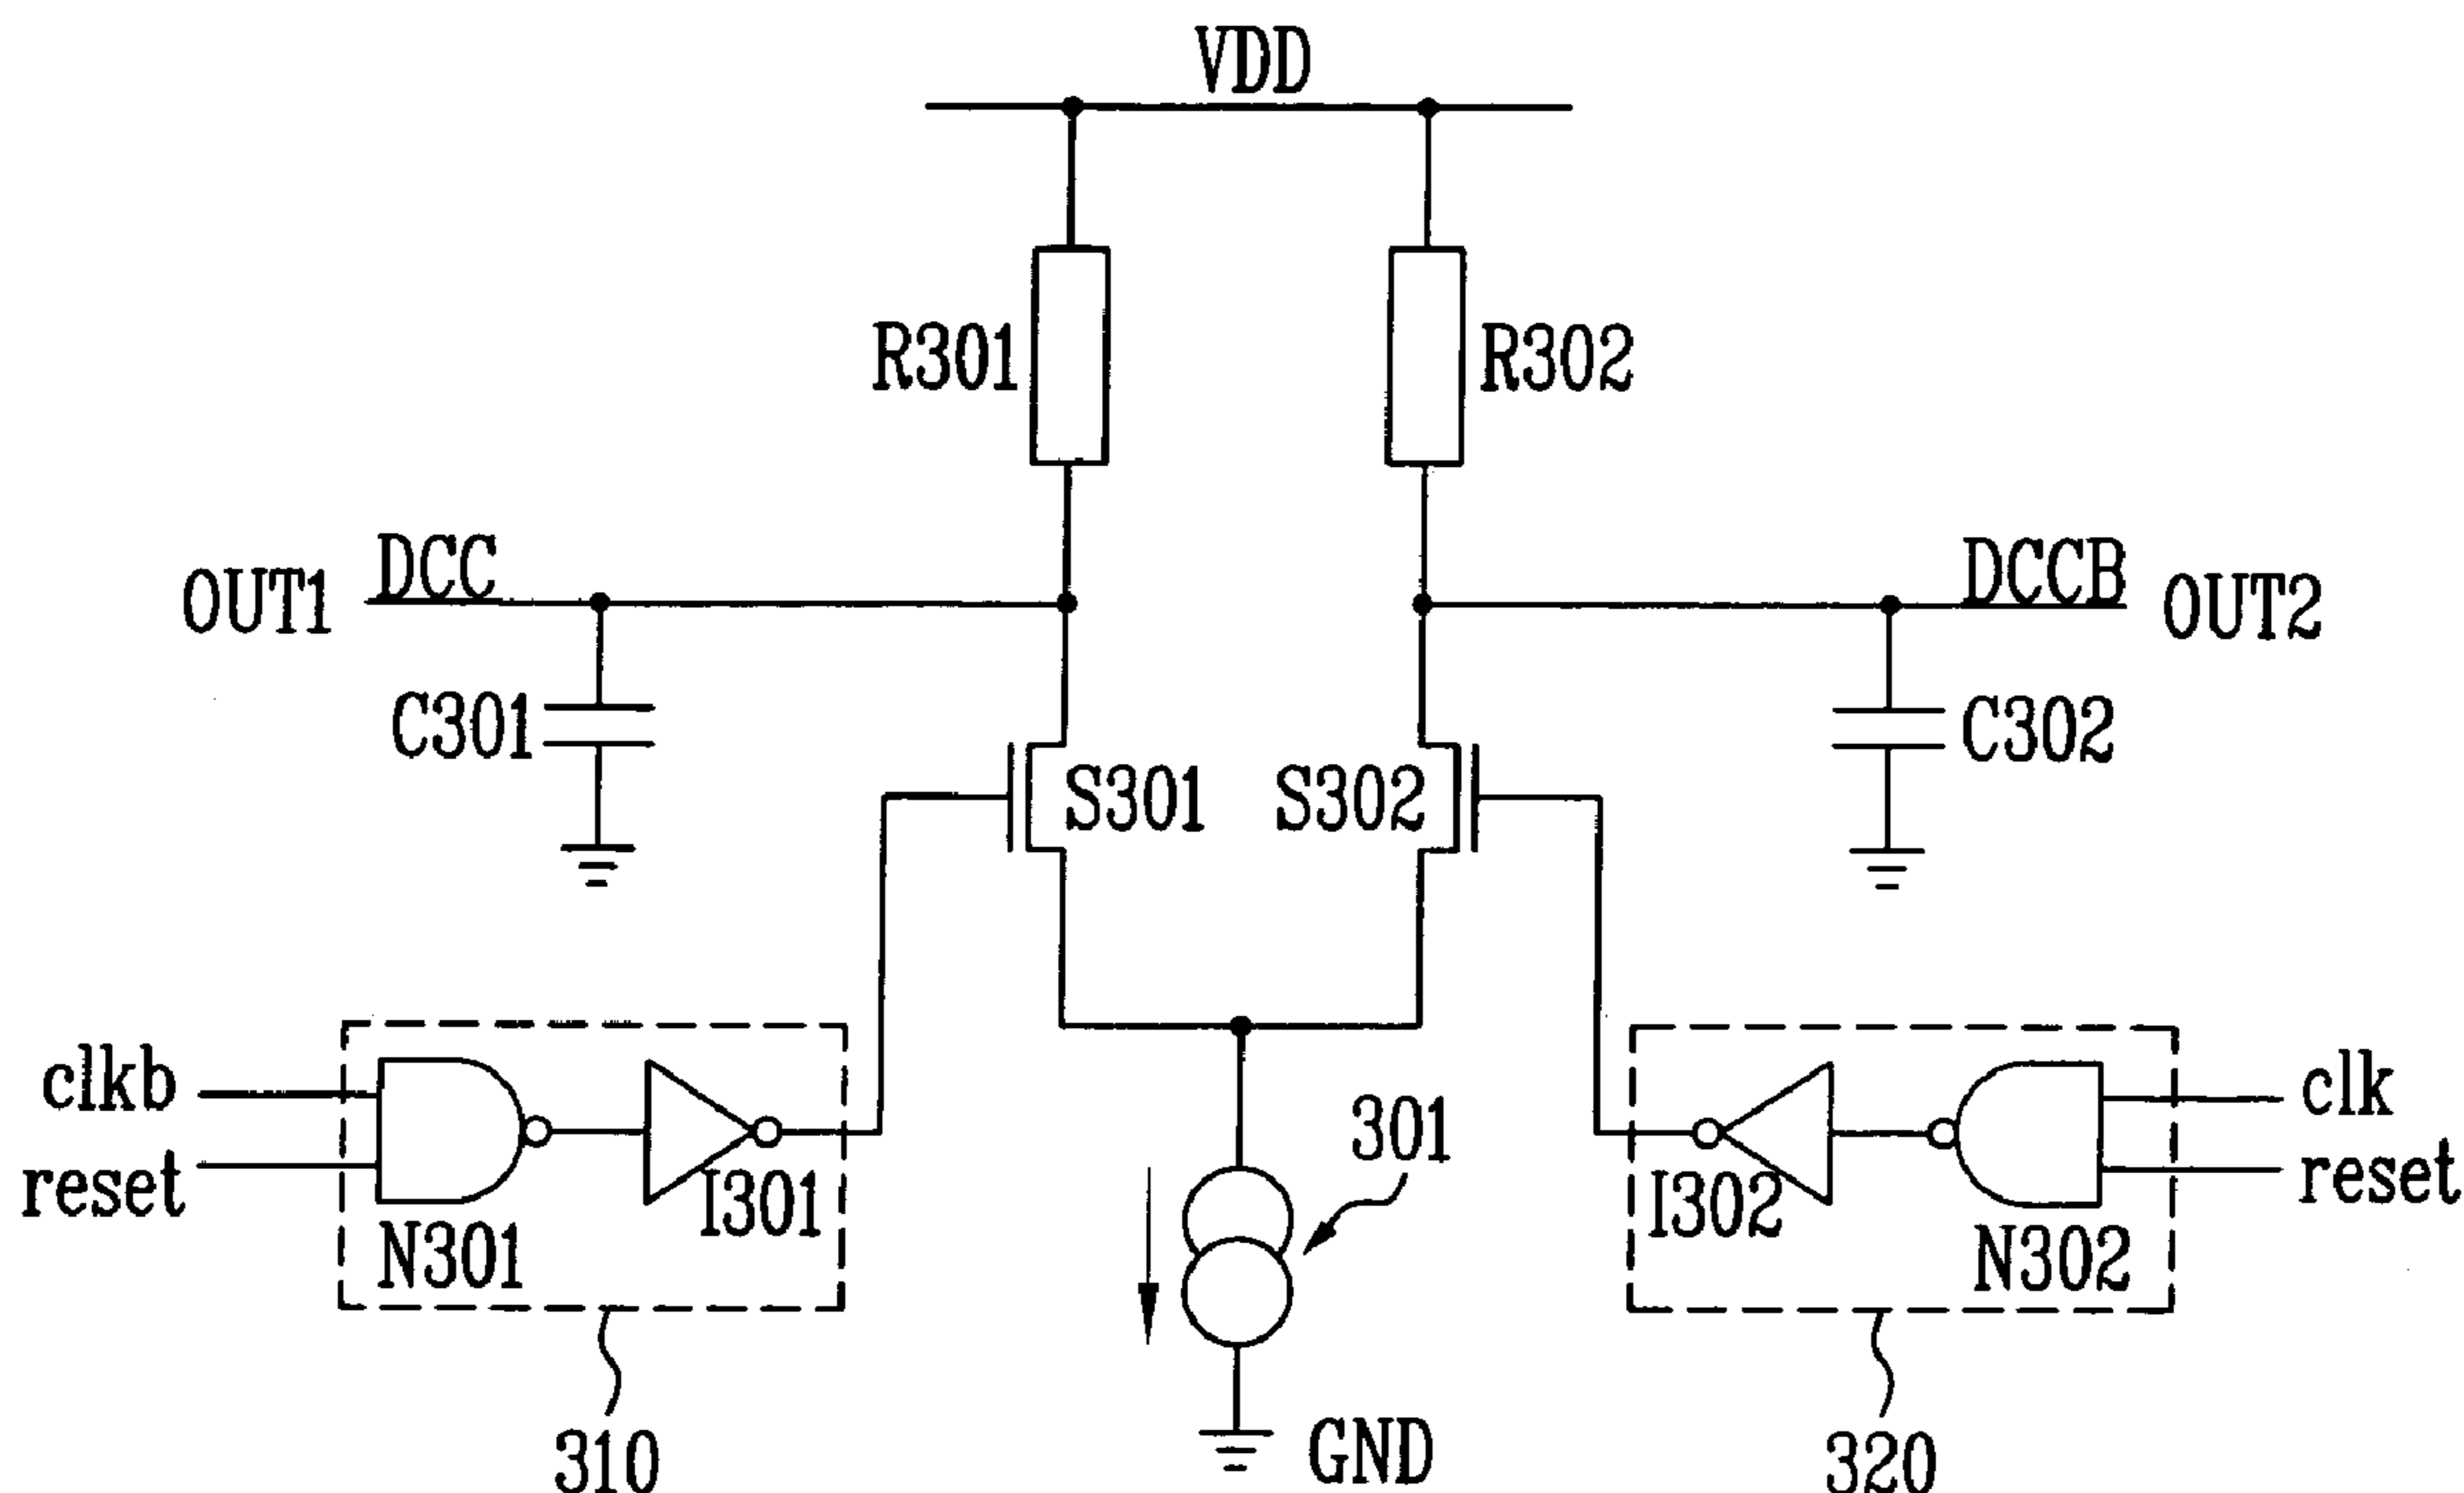 VDD
R301
R302
OUT1
DCC
DCCB
OUT2
C301
C302
S301
S302
clkb
reset
N301
I301
301
I302
N302
clk
reset
310
GND
320